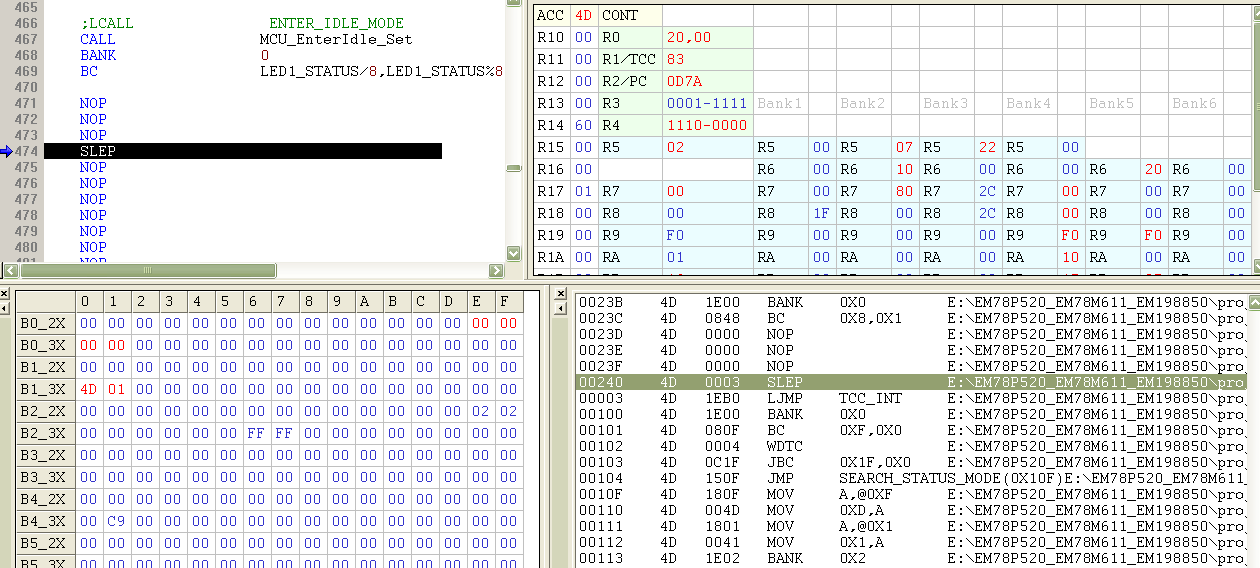 465
466 ;LCALL ENTER_IDLE_MODE
467 CALL MCU_EnterIdle_Set
468 BANK 0
469 BC LED1_STATUS/8,LED1_STATUS%8
470
471 NOP
472 NOP
473 NOP
474 SLEP
475 NOP
476 NOP
477 NOP
478 NOP
479 NOP
480 NOP
ACC 4D CONT
R10 00 R0 20,00
R11 00 R1/TCC 83
R12 00 R2/PC 0D7A
R13 00 R3 0001-1111 Bank1 Bank2 Bank3 Bank4 Bank5 Bank6
R14 60 R4 1110-0000
R15 00 R5 02 R5 00 R5 07 R5 22 R5 00
R16 00 R6 00 R6 10 R6 00 R6 00 R6 20 R6 00
R17 01 R7 00 R7 00 R7 80 R7 2C R7 00 R7 00 R7 00
R18 00 R8 00 R8 1F R8 00 R8 2C R8 00 R8 00 R8 00
R19 00 R9 F0 R9 00 R9 00 R9 00 R9 F0 R9 F0 R9 00
R1A 00 RA 01 RA 00 RA 00 RA 00 RA 10 RA 00 RA 00
0 1 2 3 4 5 6 7 8 9 A B C D E F
B0_2X 00 00 00 00 00 00 00 00 00 00 00 00 00 00 00 00
B0_3X 00 00 00 00 00 00 00 00 00 00 00 00 00 00 00 00
B1_2X 00 00 00 00 00 00 00 00 00 00 00 00 00 00 00 00
B1_3X 4D 01 00 00 00 00 00 00 00 00 00 00 00 00 00 00
B2_2X 00 00 00 00 00 00 00 00 00 00 00 00 00 00 02 02
B2_3X 00 00 00 00 00 00 FF FF 00 00 00 00 00 00 00 00
B3_2X 00 00 00 00 00 00 00 00 00 00 00 00 00 00 00 00
B3_3X 00 00 00 00 00 00 00 00 00 00 00 00 00 00 00 00
B4_2X 00 00 00 00 00 00 00 00 00 00 00 00 00 00 00 00
B4_3X 00 C9 00 00 00 00 00 00 00 00 00 00 00 00 00 00
B5_2X 00 00 00 00 00 00 00 00 00 00 00 00 00 00 00 00
B5_3X 00 00 00 00 00 00 00 00 00 00 00 00 00 00 00 00
0023B 4D 1E00 BANK 0X0 E:\EM78P520_EM78M611_EM198850\pro
0023C 4D 0848 BC 0X8,0X1 E:\EM78P520_EM78M611_EM198850\pro
0023D 4D 0000 NOP E:\EM78P520_EM78M611_EM198850\pro
0023E 4D 0000 NOP E:\EM78P520_EM78M611_EM198850\pro
0023F 4D 0000 NOP E:\EM78P520_EM78M611_EM198850\pro
00240 4D 0003 SLEP E:\EM78P520_EM78M611_EM198850\pro
00003 4D 1EB0 LJMP TCC_INT E:\EM78P520_EM78M611_EM198850\pro
00100 4D 1E00 BANK 0X0 E:\EM78P520_EM78M611_EM198850\pro
00101 4D 080F BC 0XF,0X0 E:\EM78P520_EM78M611_EM198850\pro
00102 4D 0004 WDTC E:\EM78P520_EM78M611_EM198850\pro
00103 4D 0C1F JBC 0X1F,0X0 E:\EM78P520_EM78M611_EM198850\pro
00104 4D 150F JMP SEARCH_STATUS_MODE(0X10F)E:\EM78P520_EM78M611_
0010F 4D 180F MOV A,@0XF E:\EM78P520_EM78M611_EM198850\pro
00110 4D 004D MOV 0XD,A E:\EM78P520_EM78M611_EM198850\pro
00111 4D 1801 MOV A,@0X1 E:\EM78P520_EM78M611_EM198850\pro
00112 4D 0041 MOV 0X1,A E:\EM78P520_EM78M611_EM198850\pro
00113 4D 1E02 BANK 0X2 E:\EM78P520_EM78M611_EM198850\pro